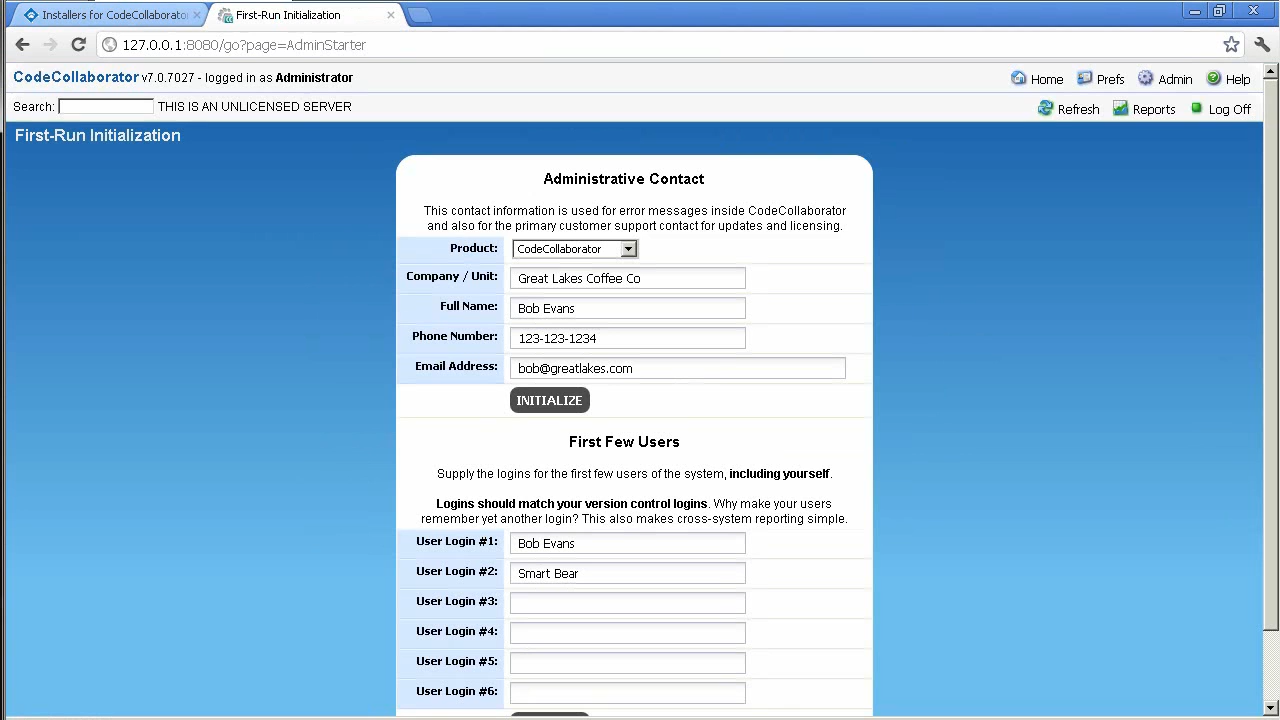 Installers for CodeCollaborator
First-Run Initialization
127.0.0.1:8080/go?page=AdminStarter
CodeCollaborator v7.0.7027 - logged in as Administrator
Home Prefs Admin Help
Search: THIS IS AN UNLICENSED SERVER
Refresh Reports Log Off
First-Run Initialization
Administrative Contact
This contact information is used for error messages inside CodeCollaborator
and also for the primary customer support contact for updates and licensing.
Product: CodeCollaborator
Company / Unit: Great Lakes Coffee Co
Full Name: Bob Evans
Phone Number: 123-123-1234
Email Address: bob@greatlakes.com
INITIALIZE
First Few Users
Supply the logins for the first few users of the system, including yourself.
Logins should match your version control logins. Why make your users
remember yet another login? This also makes cross-system reporting simple.
User Login #1: Bob Evans
User Login #2: Smart Bear
User Login #3:
User Login #4:
User Login #5:
User Login #6: